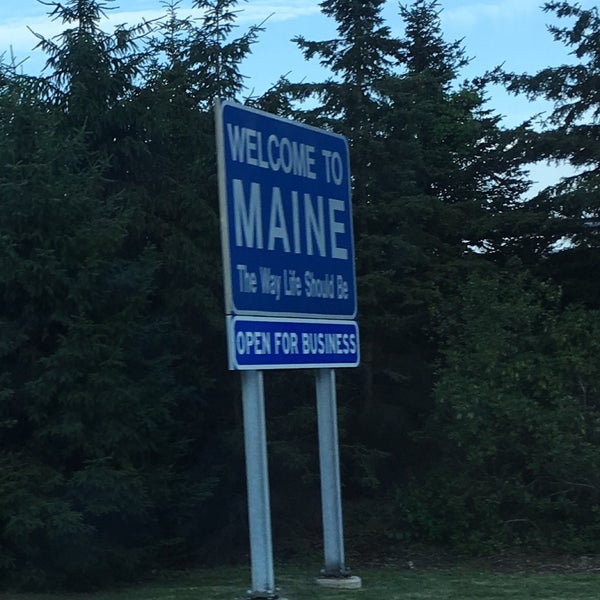 WELCOME TO
MAINE
The Way Life Should Be
OPEN FOR BUSINESS